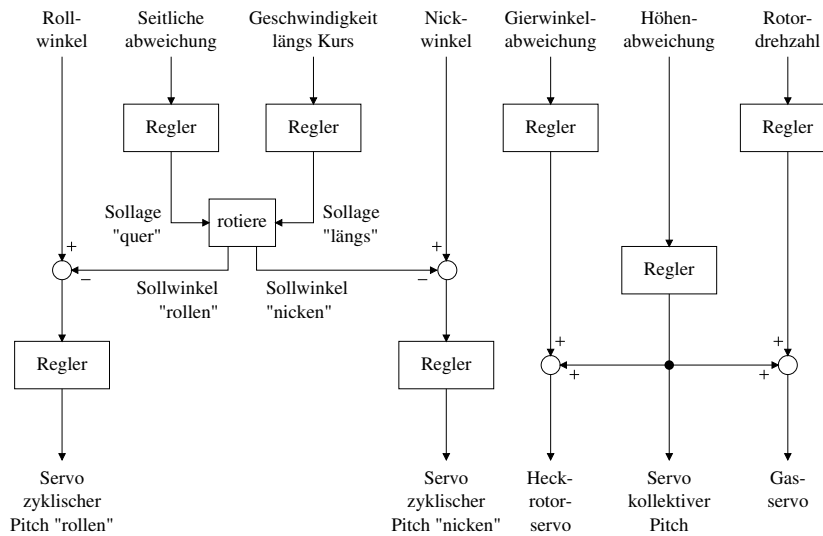 Roll-
winkel
Seitliche
abweichung
Geschwindigkeit
längs Kurs
Nick-
winkel
Gierwinkel-
abweichung
Höhen-
abweichung
Rotor-
drehzahl
Regler
Regler
Regler
Regler
Sollage
"quer"
rotiere
Sollage
"längs"
+
−
Sollwinkel
"rollen"
Sollwinkel
"nicken"
+
−
Regler
Regler
Regler
+
+
+
+
Servo
zyklischer
Pitch "rollen"
Servo
zyklischer
Pitch "nicken"
Heck-
rotor-
servo
Servo
kollektiver
Pitch
Gas-
servo